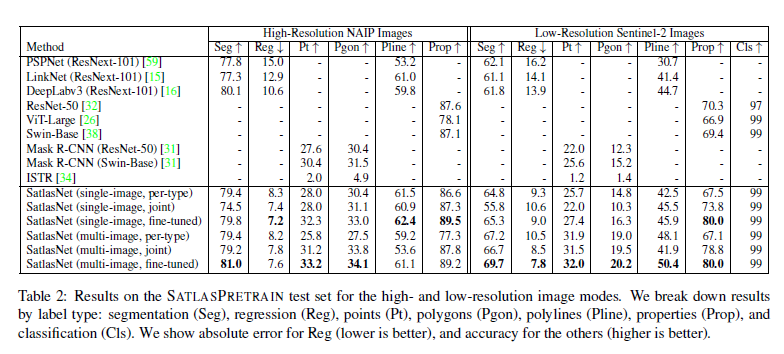 High-Resolution NAIP Images Low-Resolution Sentinel-2 Images
Method Seg ↑ Reg ↓ Pt ↑ Pgon ↑ Pline ↑ Prop ↑ Seg ↑ Reg ↓ Pt ↑ Pgon ↑ Pline ↑ Prop ↑ Cls ↑
PSPNet (ResNext-101) [59] 77.8 15.0 - - 53.2 - 62.1 16.2 - - 30.7 - -
LinkNet (ResNext-101) [15] 77.3 12.9 - - 61.0 - 61.1 14.1 - - 41.4 - -
DeepLabv3 (ResNext-101) [16] 80.1 10.6 - - 59.8 - 61.8 13.9 - - 44.7 - -
ResNet-50 [32] - - - - - 87.6 - - - - - 70.3 97
ViT-Large [26] - - - - - 78.1 - - - - - 66.9 99
Swin-Base [38] - - - - - 87.1 - - - - - 69.4 99
Mask R-CNN (ResNet-50) [31] - - 27.6 30.4 - - - - 22.0 12.3 - - -
Mask R-CNN (Swin-Base) [31] - - 30.4 31.5 - - - - 25.6 15.2 - - -
ISTR [34] - - 2.0 4.9 - - - - 1.2 1.4 - - -
SatlasNet (single-image, per-type) 79.4 8.3 28.0 30.4 61.5 86.6 64.8 9.3 25.7 14.8 42.5 67.5 99
SatlasNet (single-image, joint) 74.5 7.4 28.0 31.1 60.9 87.3 55.8 10.6 22.0 10.3 45.5 73.8 99
SatlasNet (single-image, fine-tuned) 79.8 7.2 32.3 33.0 62.4 89.5 65.3 9.0 27.4 16.3 45.9 80.0 99
SatlasNet (multi-image, per-type) 79.4 8.2 25.8 27.5 59.2 77.3 67.2 10.5 31.9 19.0 48.1 67.1 99
SatlasNet (multi-image, joint) 79.2 7.8 31.2 33.8 53.6 87.8 66.7 8.5 31.5 19.5 41.9 78.8 99
SatlasNet (multi-image, fine-tuned) 81.0 7.6 33.2 34.1 61.1 89.2 69.7 7.8 32.0 20.2 50.4 80.0 99
Table 2: Results on the SATLASPRETRAIN test set for the high- and low-resolution image modes. We break down results
by label type: segmentation (Seg), regression (Reg), points (Pt), polygons (Pgon), polylines (Pline), properties (Prop), and
classification (Cls). We show absolute error for Reg (lower is better), and accuracy for the others (higher is better).